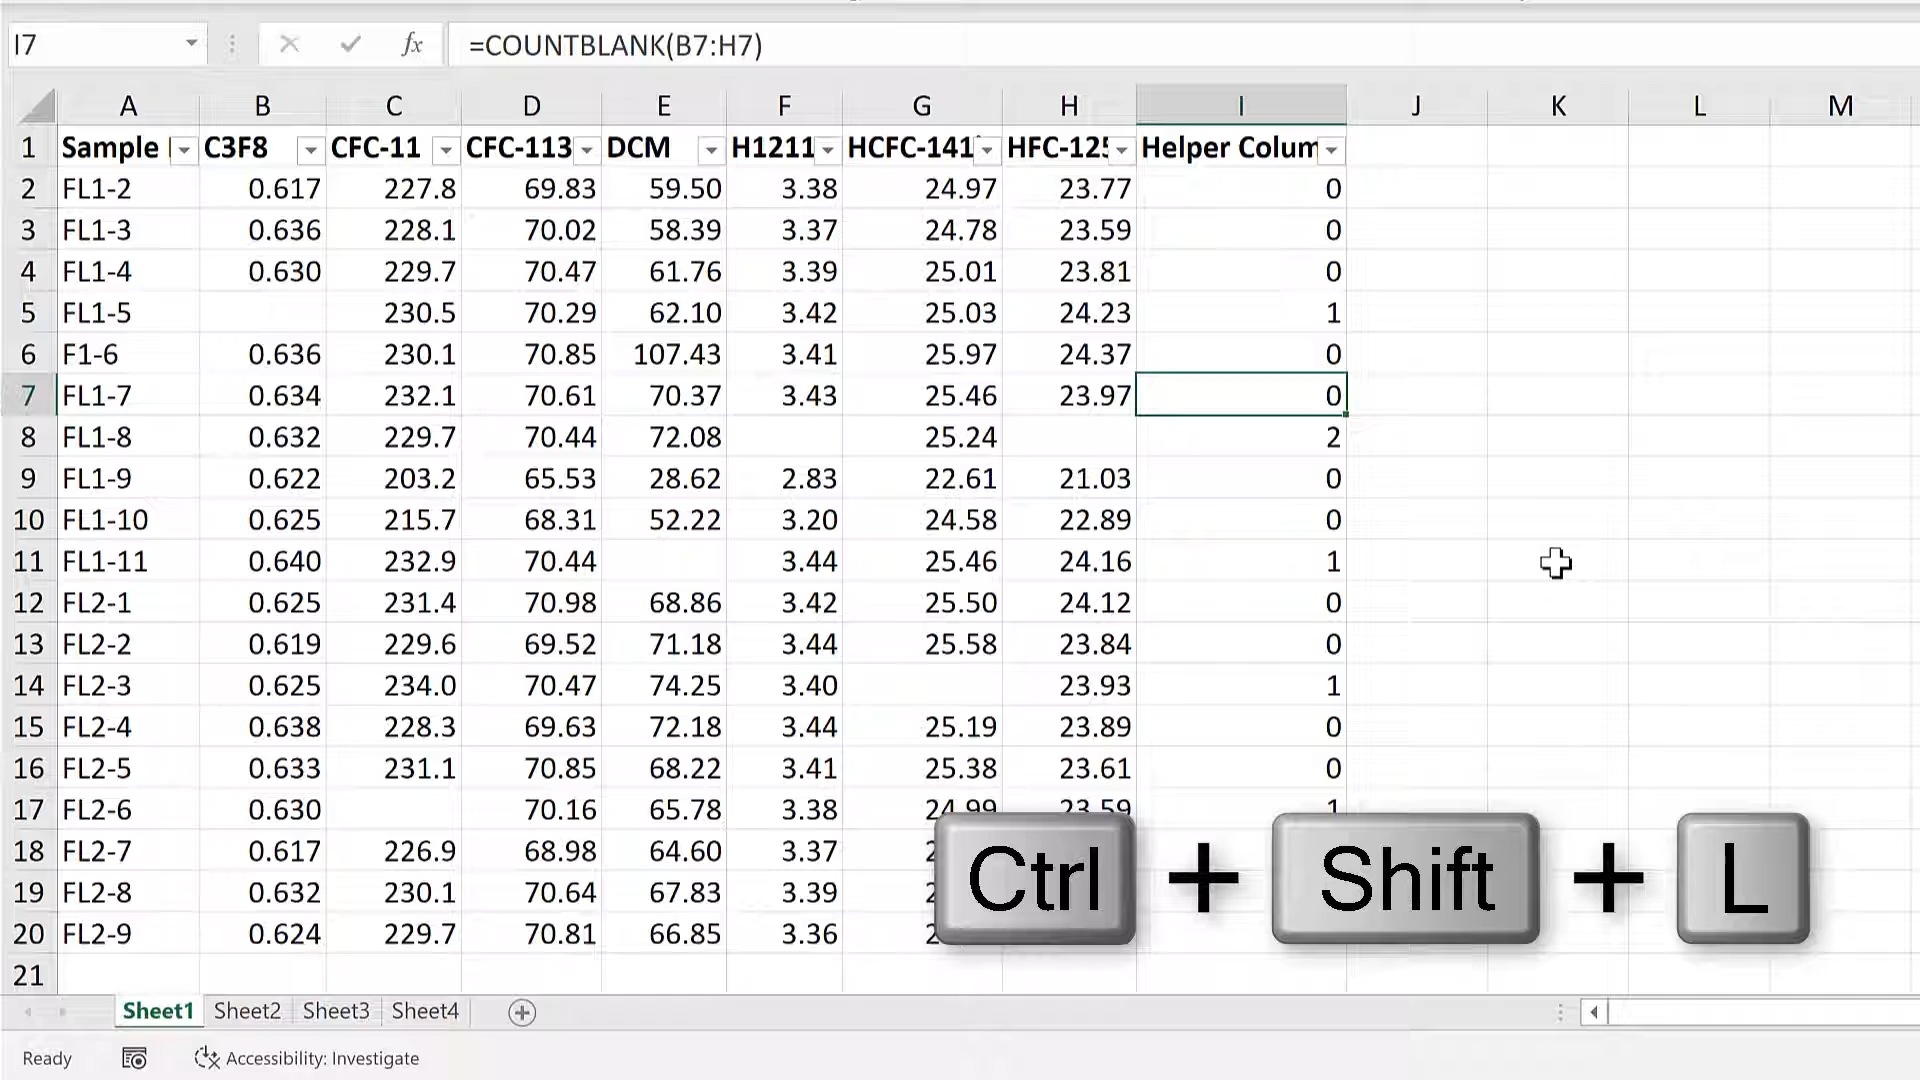 I7 fx =COUNTBLANK(B7:H7)
A B C D E F G H I J K L M
1 Sample C3F8 CFC-11 CFC-113 DCM H1211 HCFC-141 HFC-125 Helper Colum
2 FL1-2 0.617 227.8 69.83 59.50 3.38 24.97 23.77 0
3 FL1-3 0.636 228.1 70.02 58.39 3.37 24.78 23.59 0
4 FL1-4 0.630 229.7 70.47 61.76 3.39 25.01 23.81 0
5 FL1-5 230.5 70.29 62.10 3.42 25.03 24.23 1
6 F1-6 0.636 230.1 70.85 107.43 3.41 25.97 24.37 0
7 FL1-7 0.634 232.1 70.61 70.37 3.43 25.46 23.97 0
8 FL1-8 0.632 229.7 70.44 72.08 25.24 2
9 FL1-9 0.622 203.2 65.53 28.62 2.83 22.61 21.03 0
10 FL1-10 0.625 215.7 68.31 52.22 3.20 24.58 22.89 0
11 FL1-11 0.640 232.9 70.44 3.44 25.46 24.16 1
12 FL2-1 0.625 231.4 70.98 68.86 3.42 25.50 24.12 0
13 FL2-2 0.619 229.6 69.52 71.18 3.44 25.58 23.84 0
14 FL2-3 0.625 234.0 70.47 74.25 3.40 23.93 1
15 FL2-4 0.638 228.3 69.63 72.18 3.44 25.19 23.89 0
16 FL2-5 0.633 231.1 70.85 68.22 3.41 25.38 23.61 0
17 FL2-6 0.630 70.16 65.78 3.38 24.99 23.59 1
18 FL2-7 0.617 226.9 68.98 64.60 3.37
19 FL2-8 0.632 230.1 70.64 67.83 3.39
20 FL2-9 0.624 229.7 70.81 66.85 3.36
21
Ctrl + Shift + L
Sheet1 Sheet2 Sheet3 Sheet4
Ready Accessibility: Investigate